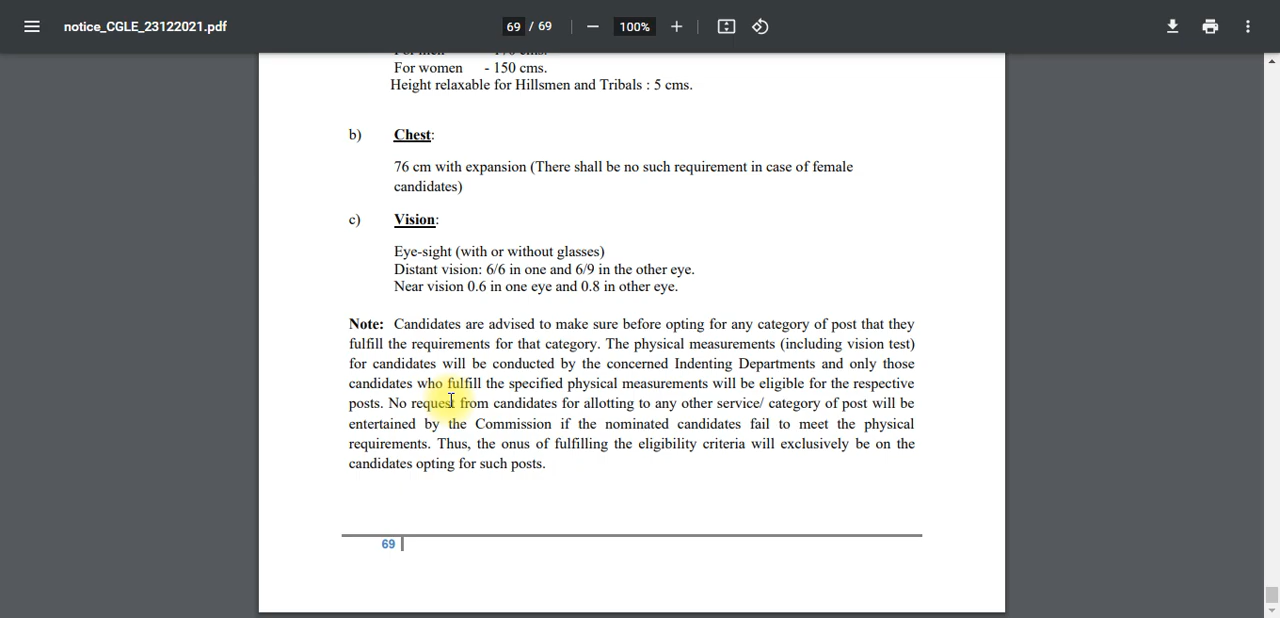 notice_CGLE_23122021.pdf
69 / 69
100%
For women - 150 cms.
Height relaxable for Hillsmen and Tribals : 5 cms.
b) Chest:
76 cm with expansion (There shall be no such requirement in case of female
candidates)
c) Vision:
Eye-sight (with or without glasses)
Distant vision: 6/6 in one and 6/9 in the other eye.
Near vision 0.6 in one eye and 0.8 in other eye.
Note: Candidates are advised to make sure before opting for any category of post that they
fulfill the requirements for that category. The physical measurements (including vision test)
for candidates will be conducted by the concerned Indenting Departments and only those
candidates who fulfill the specified physical measurements will be eligible for the respective
posts. No request from candidates for allotting to any other service/ category of post will be
entertained by the Commission if the nominated candidates fail to meet the physical
requirements. Thus, the onus of fulfilling the eligibility criteria will exclusively be on the
candidates opting for such posts.
69 |